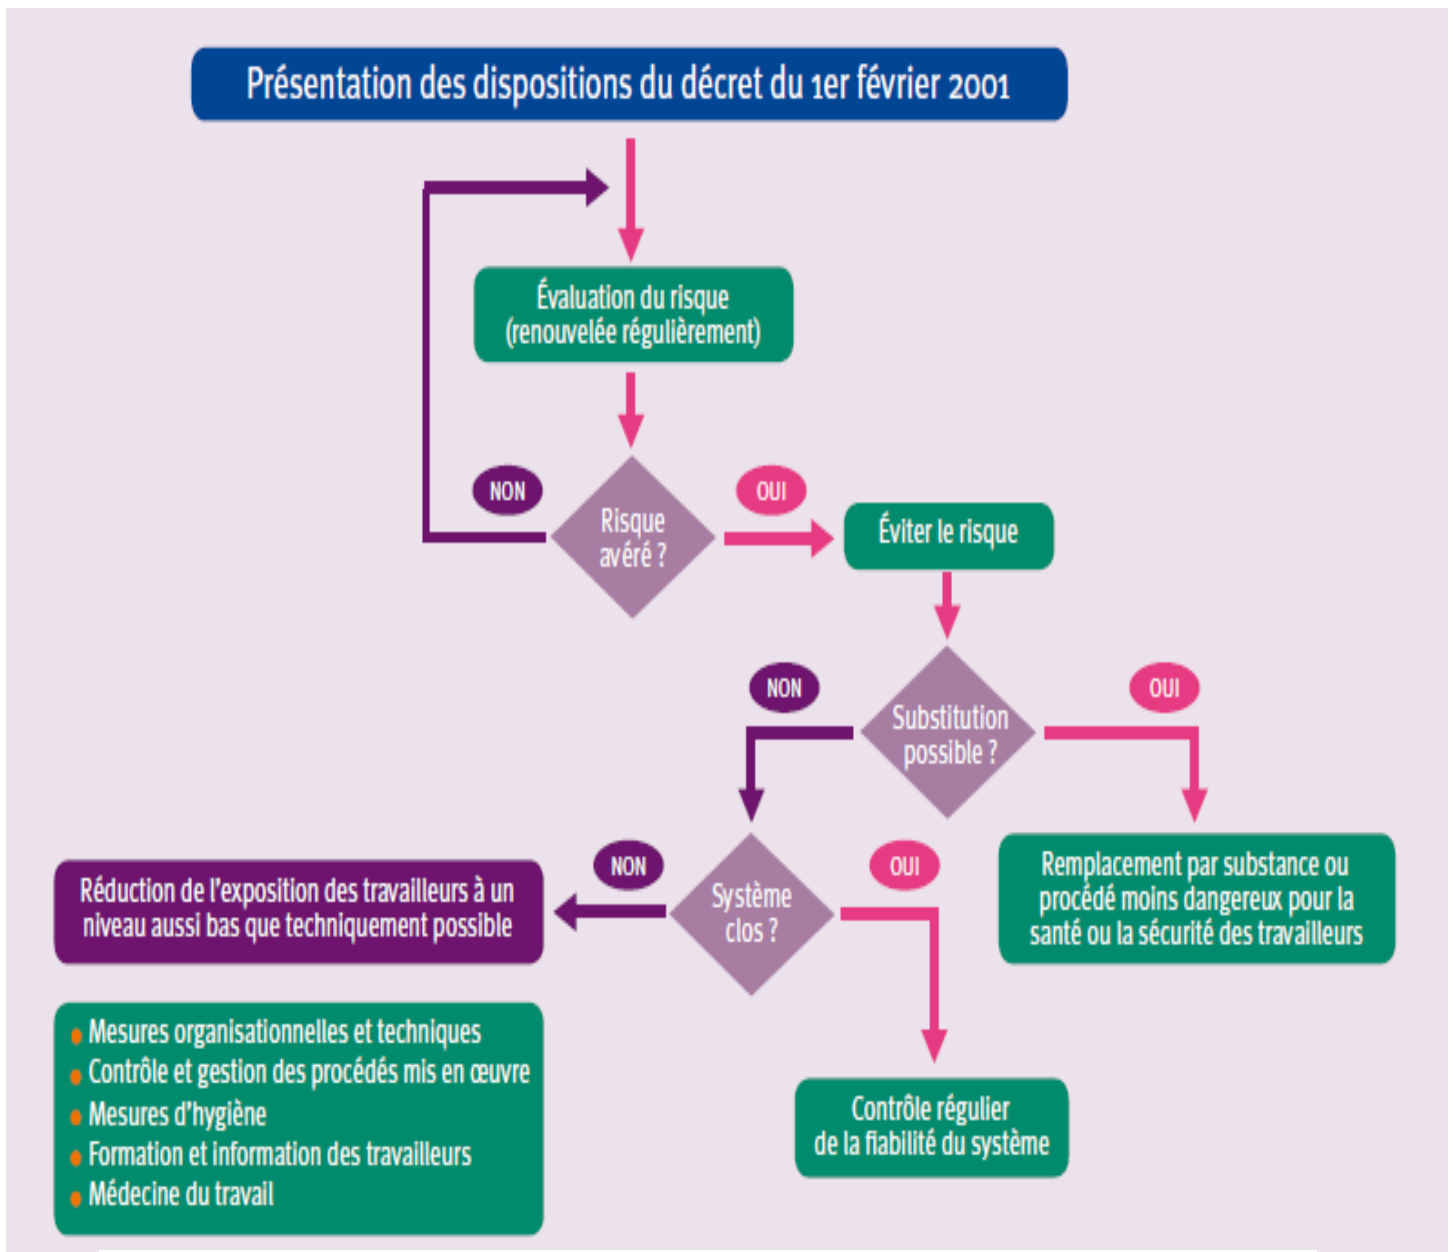 Présentation des dispositions du décret du 1er février 2001
Évaluation du risque
(renouvelée régulièrement)
NON
OUI
Risque
avéré ?
Éviter le risque
NON
OUI
Substitution
possible ?
NON
OUI
Système
clos ?
Remplacement par substance ou
procédé moins dangereux pour la
santé ou la sécurité des travailleurs
Réduction de l'exposition des travailleurs à un
niveau aussi bas que techniquement possible
Mesures organisationnelles et techniques
Contrôle et gestion des procédés mis en œuvre
Mesures d'hygiène
Formation et information des travailleurs
Médecine du travail
Contrôle régulier
de la fiabilité du système